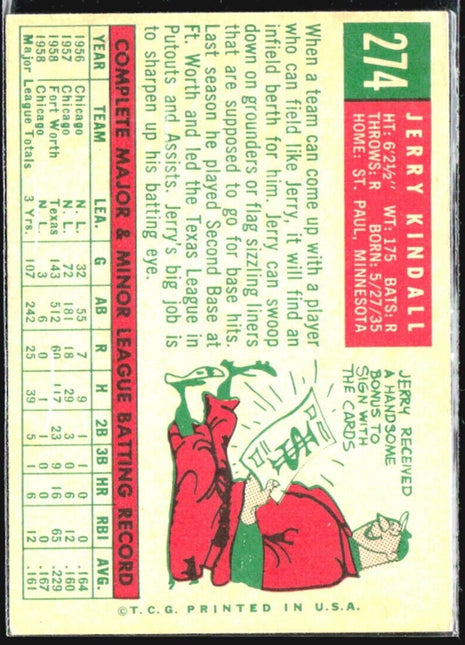 274
JERRY KINDALL
HT: 6'2½" WT: 175 BATS: R
THROWS: R BORN: 5/27/35
HOME: ST. PAUL, MINNESOTA
When a team can come up with a player
who can field like Jerry, it will find an
infield berth for him. Jerry can swoop
down on grounders or flag sizzling liners
that are supposed to go for base hits.
Last season he played Second Base at
Ft. Worth and led the Texas League in
Putouts and Assists. Jerry's big job is
to sharpen up his batting eye.
JERRY RECEIVED
A HANDSOME
BONUS TO
SIGN WITH
THE CARDS
COMPLETE MAJOR & MINOR LEAGUE BATTING RECORD
YEAR TEAM LEA. G AB R H 2B 3B HR RBI AVG.
1956 Chicago N. L. 32 55 7 9 1 1 0 0 .164
1957 Chicago N. L. 72 181 18 29 3 0 6 12 .160
1958 Fort Worth Texas 143 512 60 117 23 9 16 65 .229
1958 Chicago N. L. 3 6 0 1 1 0 0 0 .167
Major League Totals 3 Yrs. 107 242 25 39 5 1 6 12 .161
©T.C.G. PRINTED IN U.S.A.